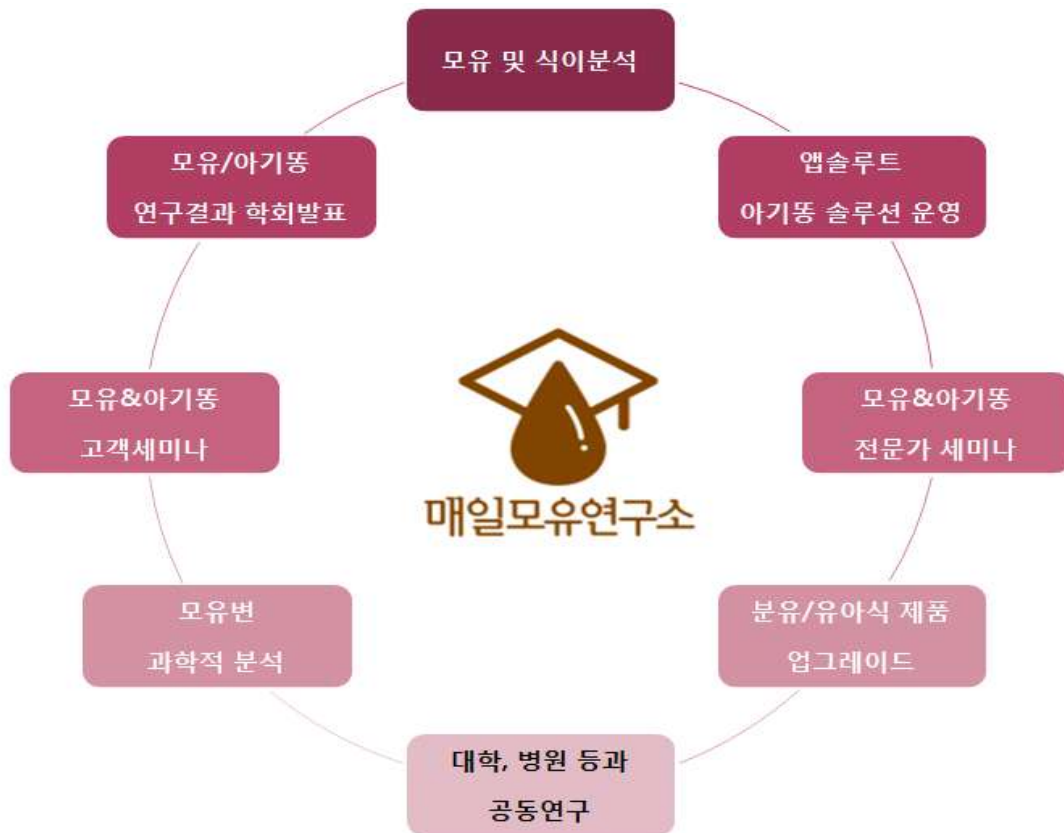 모유 및 식이분석
모유/아기똥
연구결과 학회발표
앱솔루트
아기똥 솔루션 운영
모유&아기똥
고객세미나
매일모유연구소
모유&아기똥
전문가 세미나
모유변
과학적 분석
분유/유아식 제품
업그레이드
대학, 병원 등과
공동연구